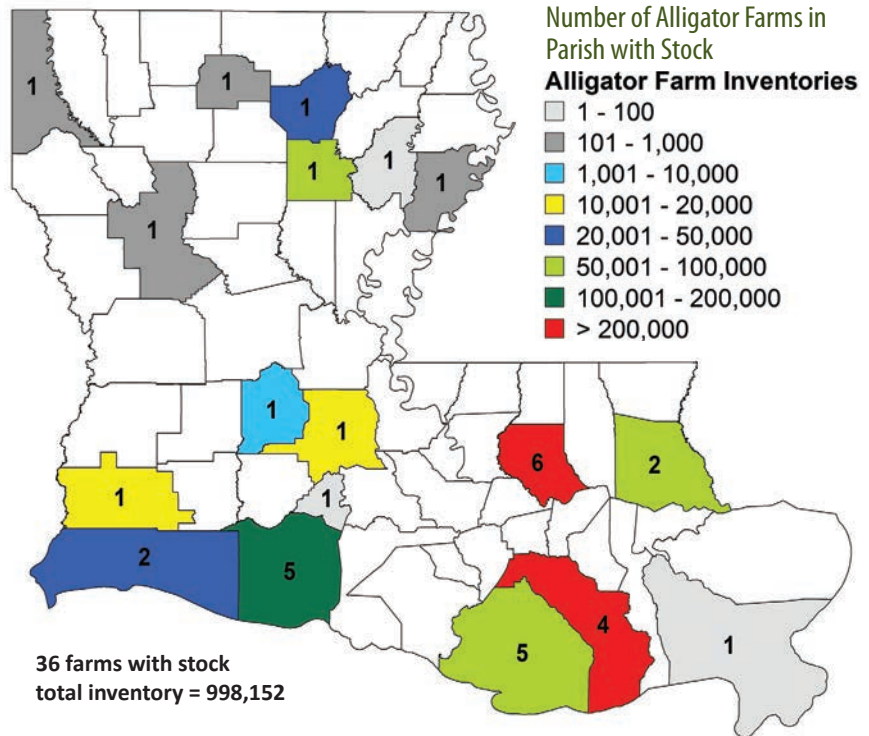 Number of Alligator Farms in
Parish with Stock
Alligator Farm Inventories
1 - 100
101 - 1,000
1,001 - 10,000
10,001 - 20,000
20,001 - 50,000
50,001 - 100,000
100,001 - 200,000
> 200,000
1
1
1
1
1
1
1
1
1
6
2
1
1
2
5
4
5
1
36 farms with stock
total inventory = 998,152